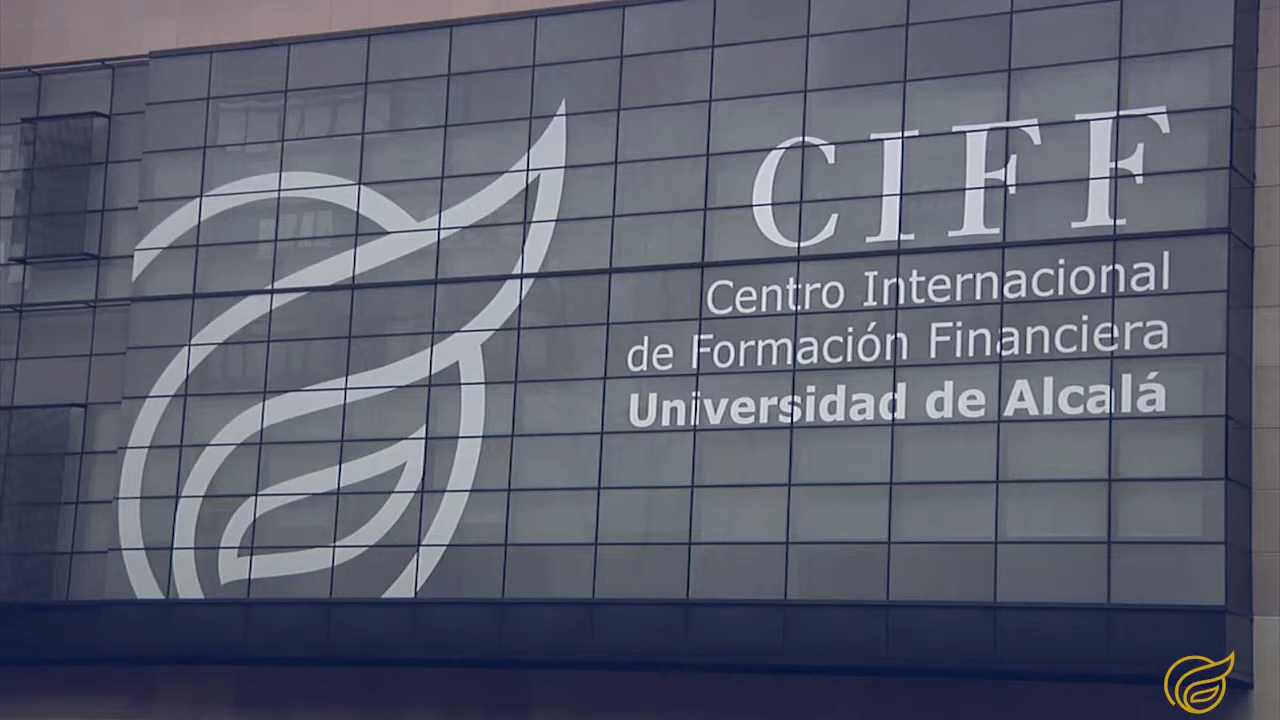 CIFF
Centro Internacional
de Formación Financiera
Universidad de Alcalá